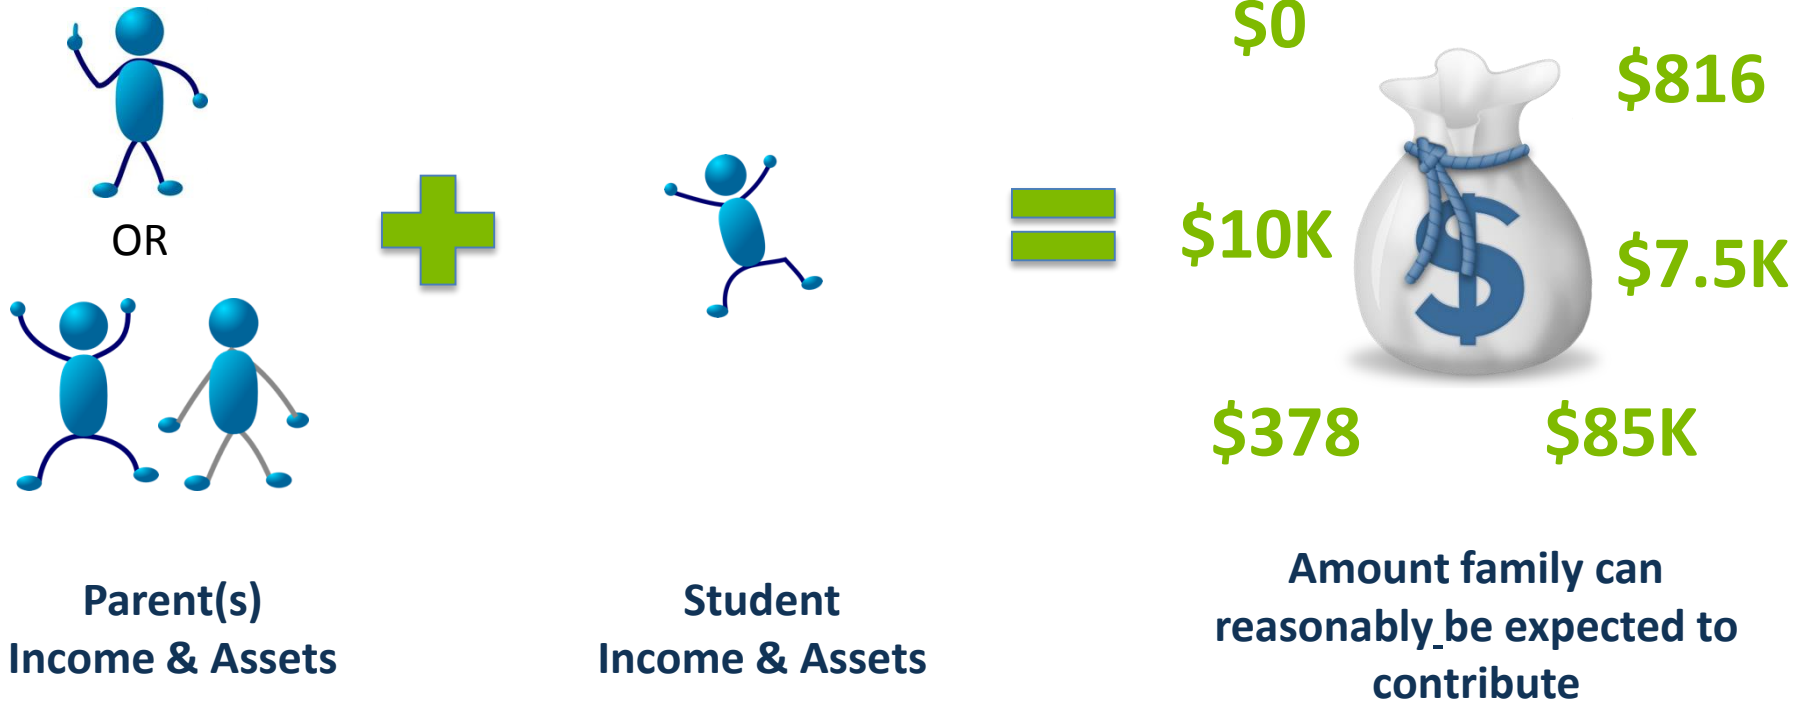 OR
Parent(s)
Income & Assets
Student
Income & Assets
$0
$816
$10K
$
$7.5K
$378
$85K
Amount family can
reasonably be expected to
contribute